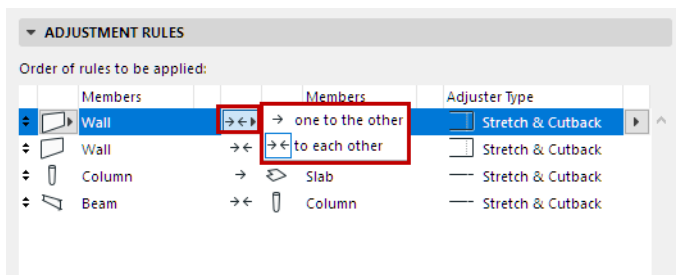 ADJUSTMENT RULES
Order of rules to be applied:
Members Members Adjuster Type
Wall → one to the other Stretch & Cutback
Wall to each other Stretch & Cutback
Column Slab Stretch & Cutback
Beam Column Stretch & Cutback